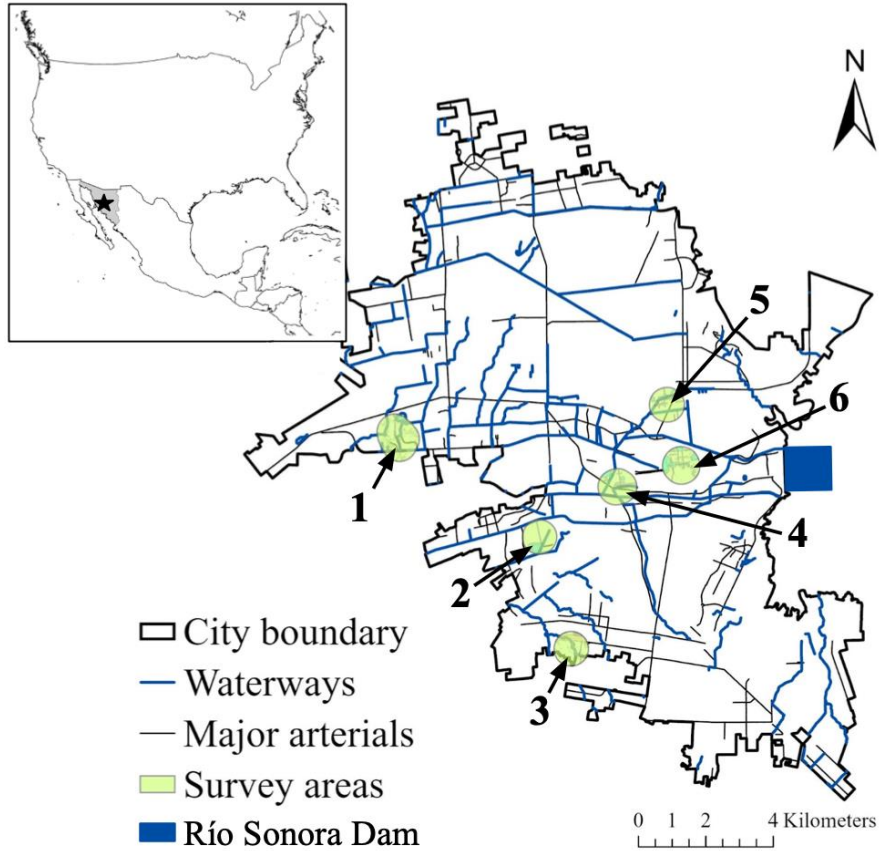 N
5
6
1
4
2
3
City boundary
Waterways
Major arterials
Survey areas
Río Sonora Dam
0 1 2 4 Kilometers